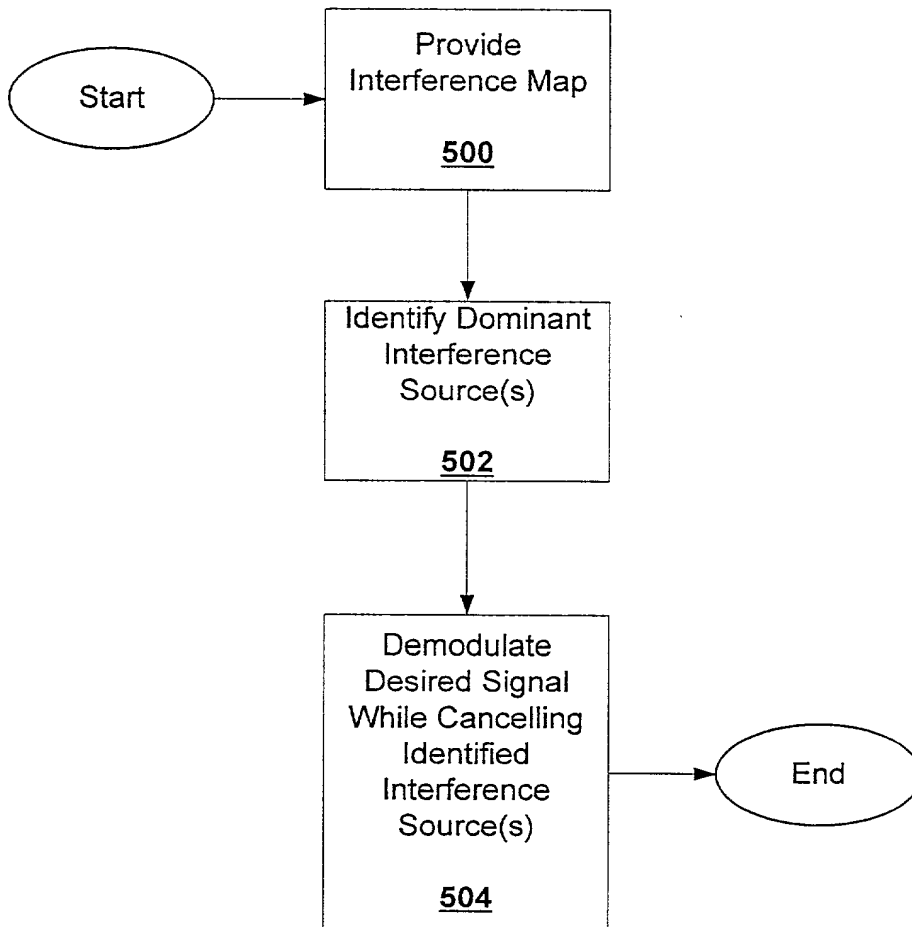 Start
Provide
Interference Map
500
Identify Dominant
Interference
Source(s)
502
Demodulate
Desired Signal
While Cancelling
Identified
Interference
Source(s)
504
End